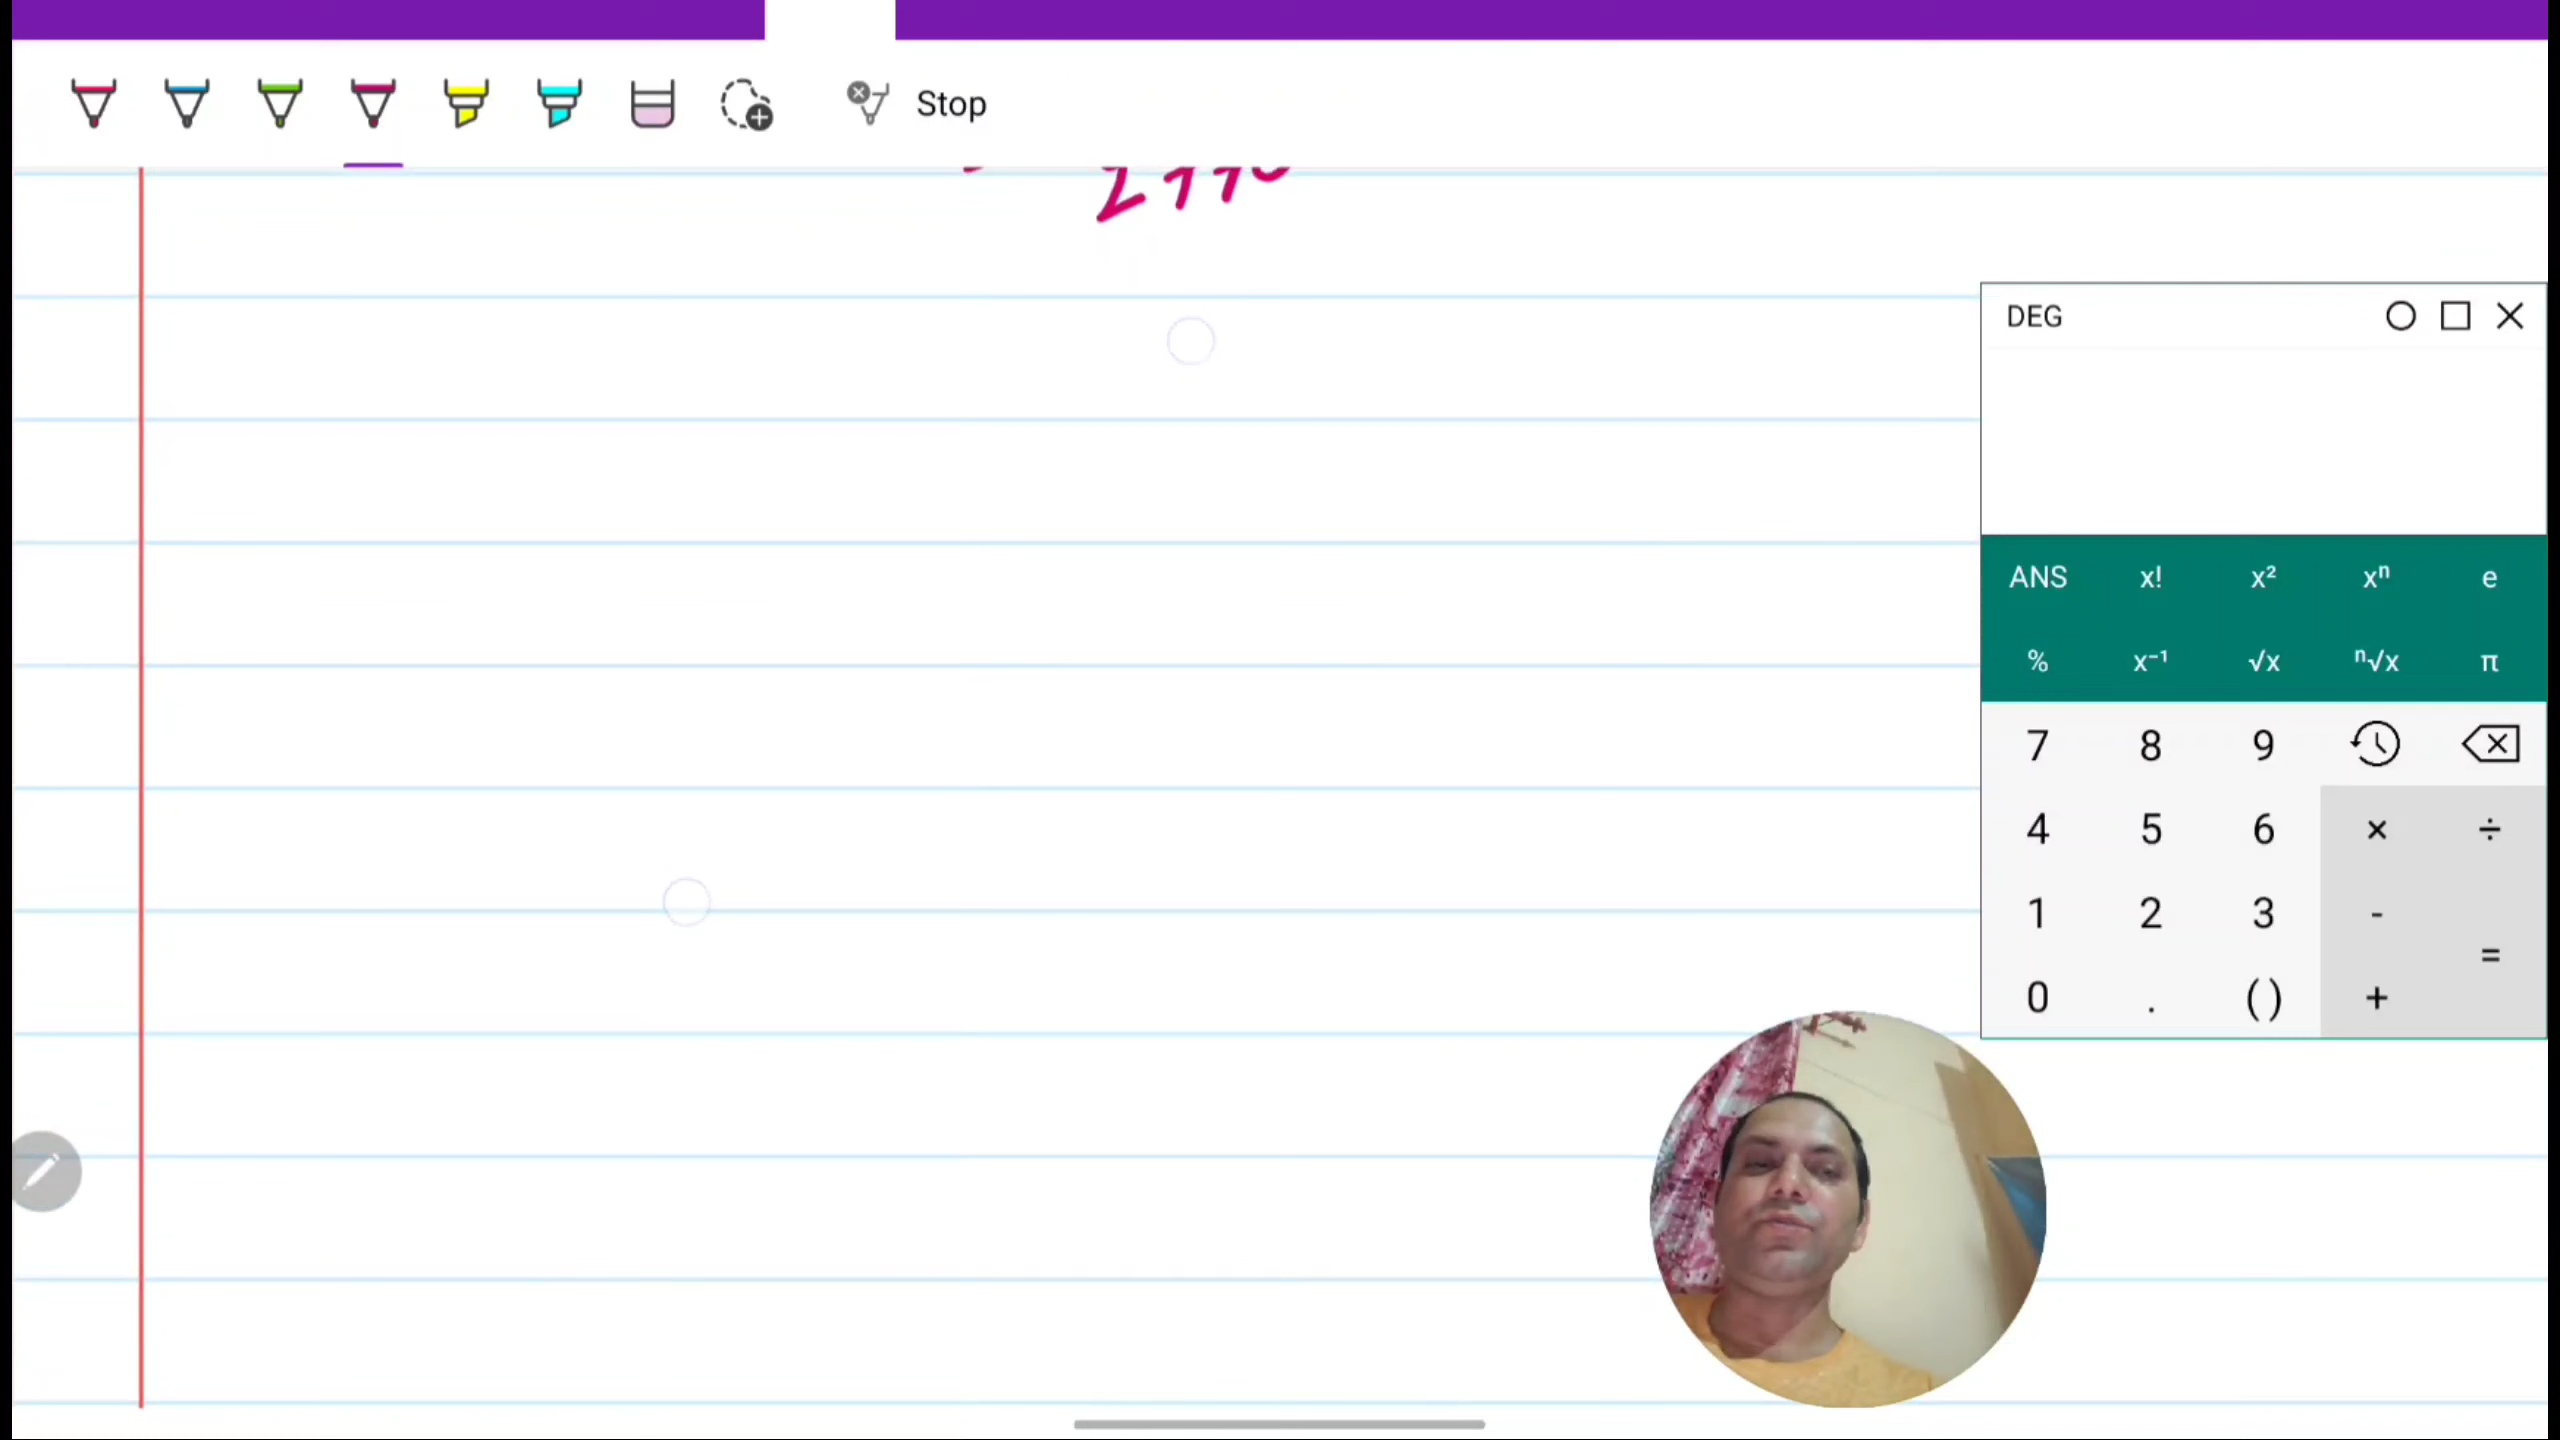 Stop
DEG
ANS x! x² xⁿ e
% x⁻¹ √x ⁿ√x π
7 8 9
4 5 6 × ÷
1 2 3 -
=
0 . ( ) +